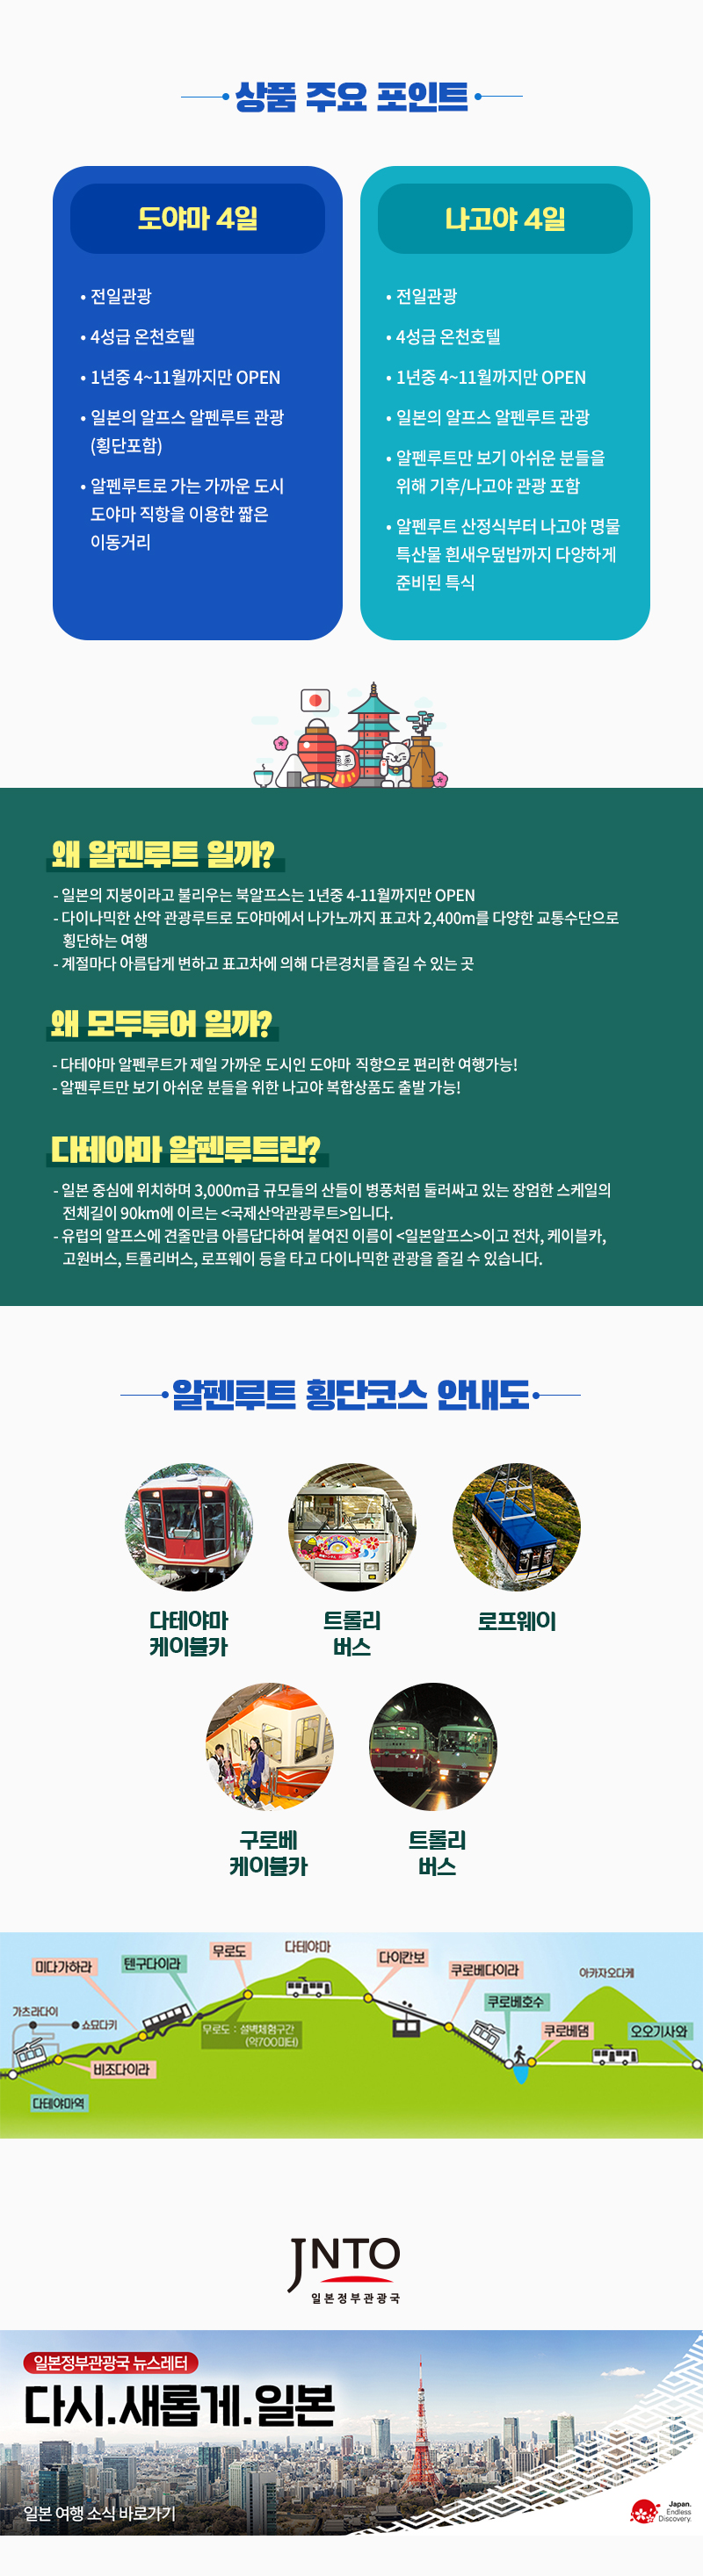 상품 주요 포인트
도야마 4일
• 전일관광
• 4성급 온천호텔
• 1년중 4~11월까지만 OPEN
• 일본의 알프스 알펜루트 관광
(횡단포함)
• 알펜루트로 가는 가까운 도시
도야마 직항을 이용한 짧은
이동거리
나고야 4일
• 전일관광
• 4성급 온천호텔
• 1년중 4~11월까지만 OPEN
• 일본의 알프스 알펜루트 관광
• 알펜루트만 보기 아쉬운 분들을
위해 기후/나고야 관광 포함
• 알펜루트 산정식부터 나고야 명물
특산물 흰새우덮밥까지 다양하게
준비된 특식
왜 알펜루트 일까?
- 일본의 지붕이라고 불리우는 북알프스는 1년중 4-11월까지만 OPEN
- 다이나믹한 산악 관광루트로 도야마에서 나가노까지 표고차 2,400m를 다양한 교통수단으로
횡단하는 여행
- 계절마다 아름답게 변하고 표고차에 의해 다른경치를 즐길 수 있는 곳
왜 모두투어 일까?
- 다테야마 알펜루트가 제일 가까운 도시인 도야마 직항으로 편리한 여행가능!
- 알펜루트만 보기 아쉬운 분들을 위한 나고야 복합상품도 출발 가능!
다테야마 알펜루트란?
- 일본 중심에 위치하며 3,000m급 규모들의 산들이 병풍처럼 둘러싸고 있는 장엄한 스케일의
전체길이 90km에 이르는 <국제산악관광루트>입니다.
- 유럽의 알프스에 견줄만큼 아름답다하여 붙여진 이름이 <일본알프스>이고 전차, 케이블카,
고원버스, 트롤리버스, 로프웨이 등을 타고 다이나믹한 관광을 즐길 수 있습니다.
알펜루트 횡단코스 안내도
다테야마
케이블카
트롤리
버스
로프웨이
구로베
케이블카
트롤리
버스
미다가하라
텐구다이라
무로도
다테야마
다이칸보
쿠로베다이라
아카자오다케
가츠라다이
쇼묘다키
쿠로베호수
무로도 : 설벽체험구간
(약700미터)
쿠로베댐
오오기사와
비조다이라
다테야마역
JNTO
일본정부관광국
일본정부관광국 뉴스레터
다시.새롭게.일본
일본 여행 소식 바로가기
Japan.
Endless
Discovery.